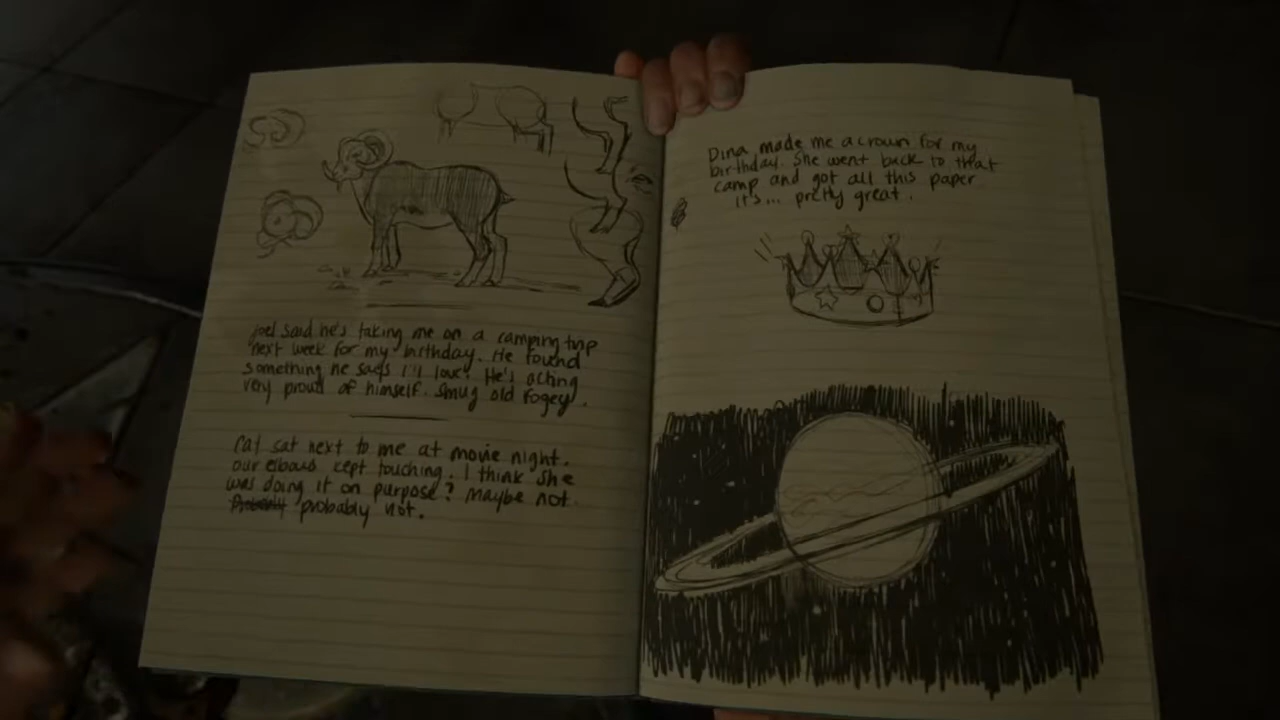 Joel said he's taking me on a camping trip
next week for my birthday. He found
something he says I'll love. He's acting
very proud of himself. Smug old fogey.
Cat sat next to me at movie night.
our elbows kept touching. I think she
was doing it on purpose? Maybe not.
Probably probably not.
Dina made me a crown for my
birthday. She went back to that
camp and got all this paper
it's... pretty great.